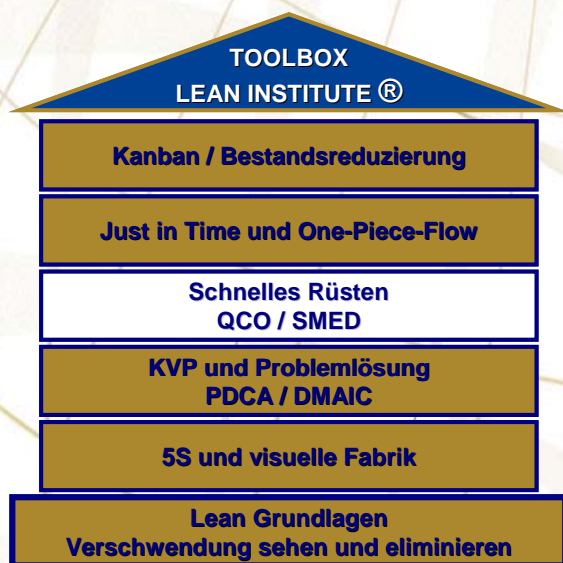 TOOLBOX
LEAN INSTITUTE ®
Kanban / Bestandsreduzierung
Just in Time und One-Piece-Flow
Schnelles Rüsten
QCO / SMED
KVP und Problemlösung
PDCA / DMAIC
5S und visuelle Fabrik
Lean Grundlagen
Verschwendung sehen und eliminieren